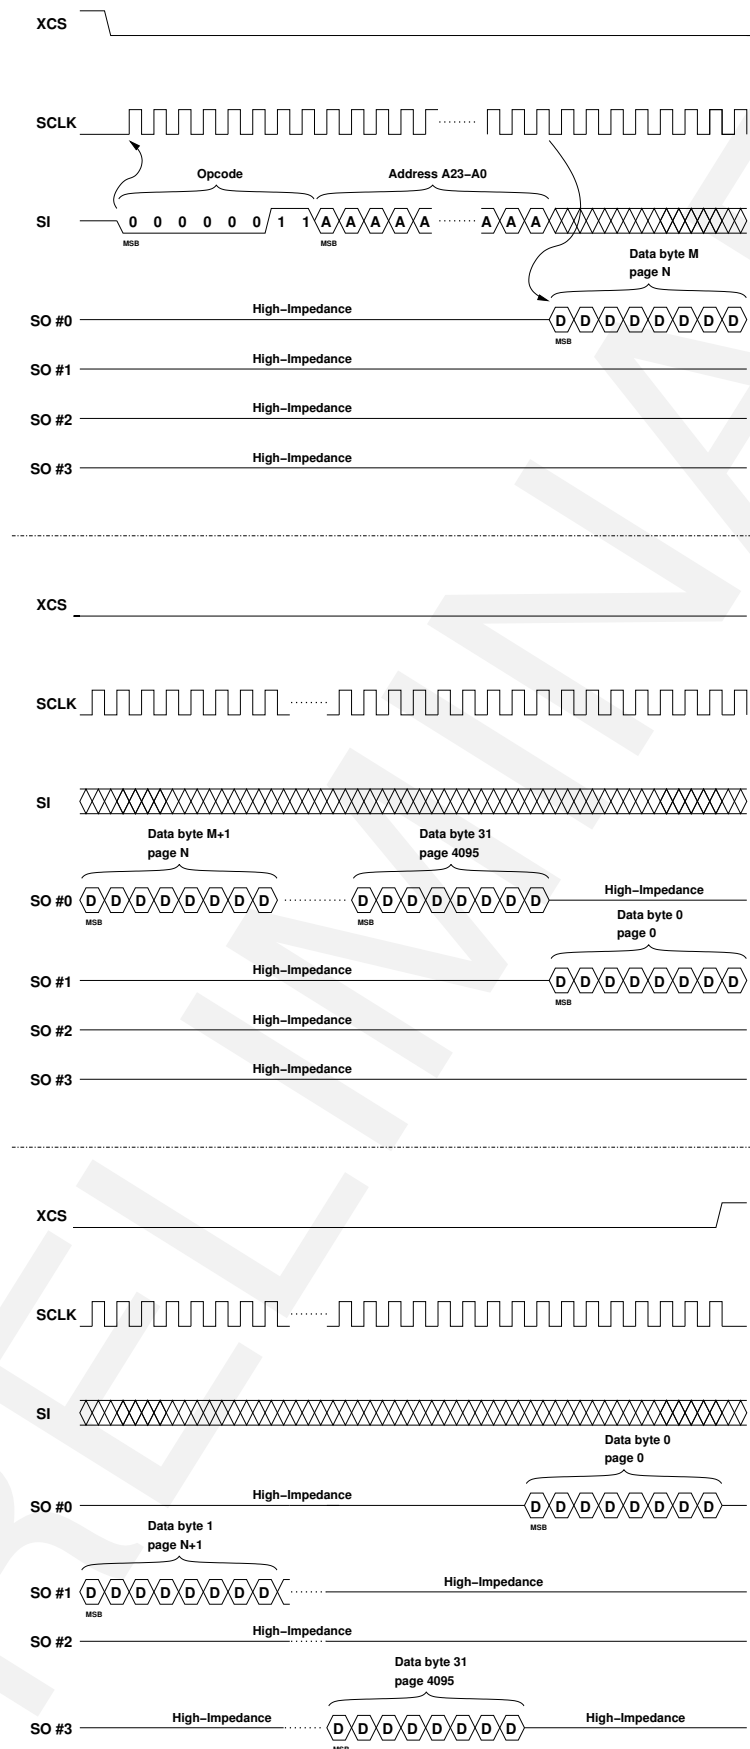 XCS
SCLK
Opcode Address A23–A0
SI 0 0 0 0 0 0 1 1 A A A A A A A A
MSB MSB
Data byte M
page N
High–Impedance
SO #0 D D D D D D D D
MSB
High–Impedance
SO #1
High–Impedance
SO #2
High–Impedance
SO #3
XCS
SCLK
SI
Data byte M+1 Data byte 31
page N page 4095
High–Impedance
SO #0 D D D D D D D D D D D D D D D D
MSB MSB
Data byte 0
page 0
High–Impedance
SO #1 D D D D D D D D
MSB
High–Impedance
SO #2
High–Impedance
SO #3
XCS
SCLK
SI
Data byte 0
page 0
High–Impedance
SO #0 D D D D D D D D
MSB
Data byte 1
page N+1
High–Impedance
SO #1 D D D D D D D D
MSB
High–Impedance
SO #2
Data byte 31
page 4095
High–Impedance High–Impedance
SO #3 D D D D D D D D
MSB